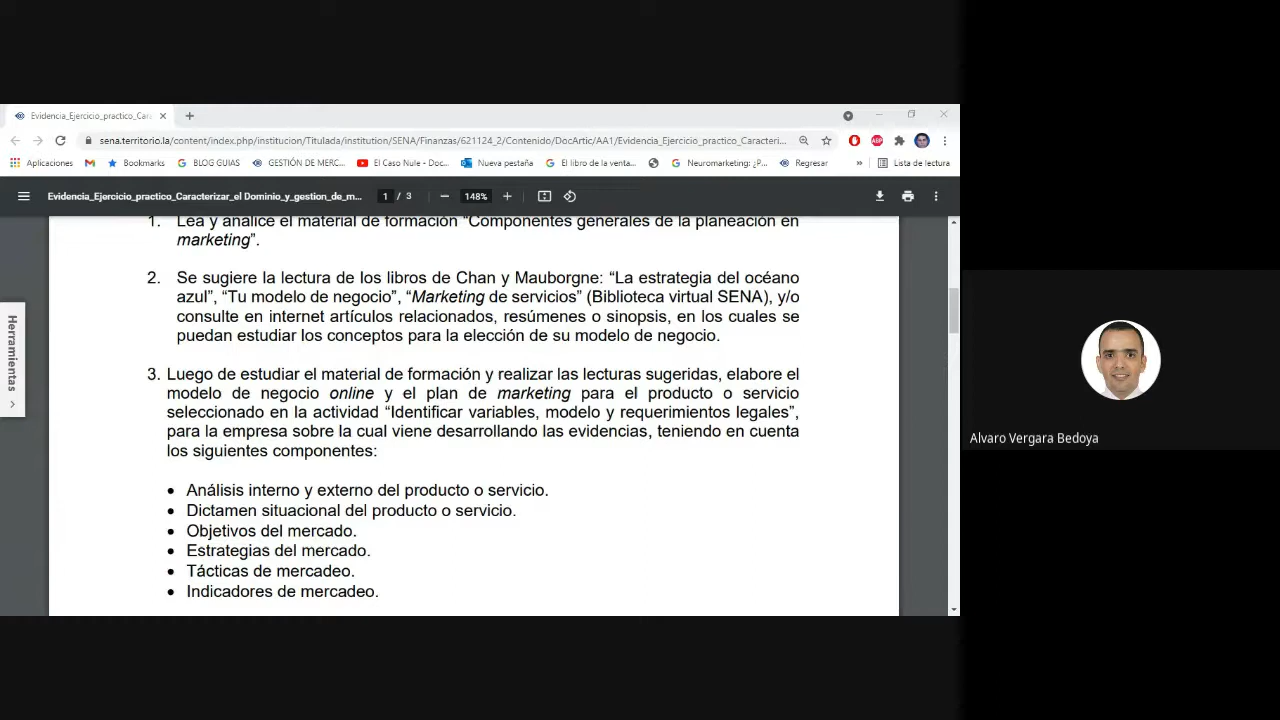 Evidencia_Ejercicio_practico_Cara
sena.territorio.la/content/index.php/institucion/Titulada/institution/SENA/Finanzas/621124_2/Contenido/DocArtic/AA1/Evidencia_Ejercicio_practico_Caracteri...
Aplicaciones Bookmarks BLOG GUIAS GESTIÓN DE MERC... El Caso Nule - Doc... Nueva pestaña El libro de la venta... Neuromarketing: ¿P... Regresar » Lista de lectura
Evidencia_Ejercicio_practico_Caracterizar_el Dominio_y_gestion_de_m... 1 / 3 148%
1. Lea y analice el material de formación “Componentes generales de la planeación en
marketing”.
2. Se sugiere la lectura de los libros de Chan y Mauborgne: “La estrategia del océano
azul”, “Tu modelo de negocio”, “Marketing de servicios” (Biblioteca virtual SENA), y/o
consulte en internet artículos relacionados, resúmenes o sinopsis, en los cuales se
puedan estudiar los conceptos para la elección de su modelo de negocio.
3. Luego de estudiar el material de formación y realizar las lecturas sugeridas, elabore el
modelo de negocio online y el plan de marketing para el producto o servicio
seleccionado en la actividad “Identificar variables, modelo y requerimientos legales”,
para la empresa sobre la cual viene desarrollando las evidencias, teniendo en cuenta
los siguientes componentes:
• Análisis interno y externo del producto o servicio.
• Dictamen situacional del producto o servicio.
• Objetivos del mercado.
• Estrategias del mercado.
• Tácticas de mercadeo.
• Indicadores de mercadeo.
Herramientas
Alvaro Vergara Bedoya